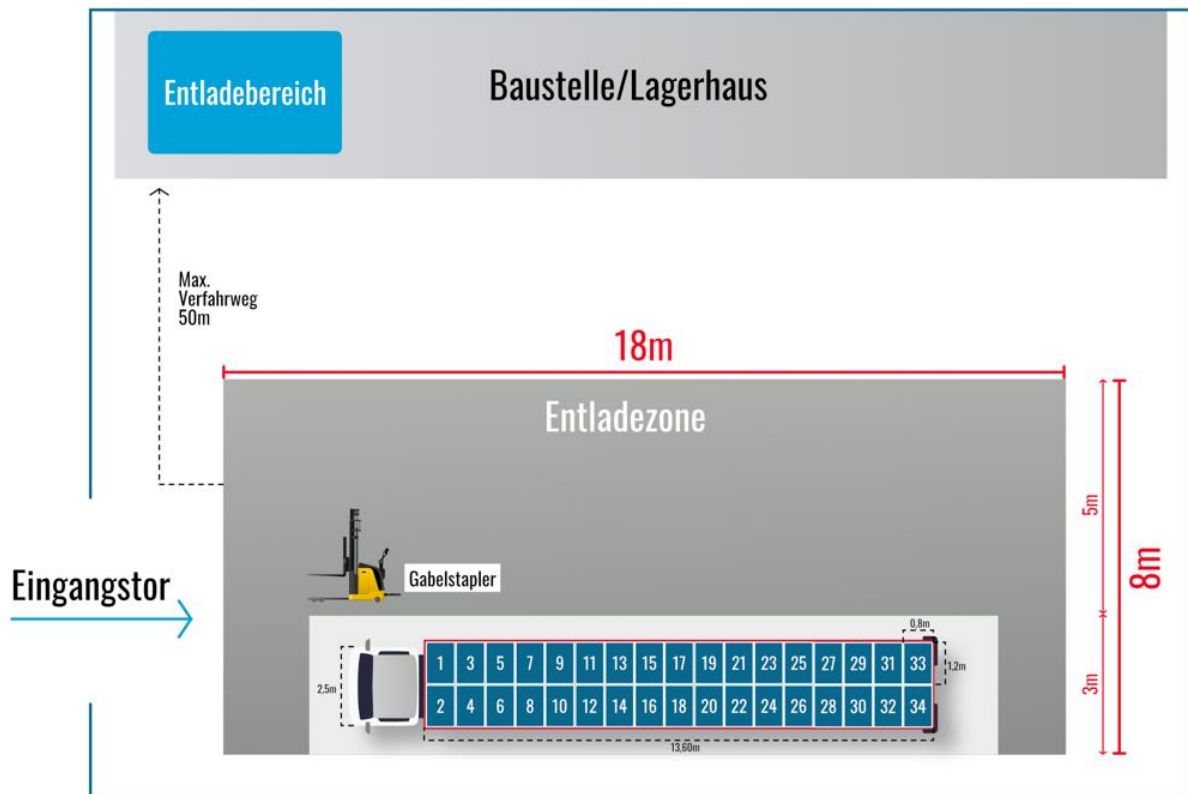 Entladebereich
Baustelle/Lagerhaus
Max.
Verfahrweg
50m
18m
Entladezone
5m
8m
Eingangstor
Gabelstapler
0,8m
2,5m
1 3 5 7 9 11 13 15 17 19 21 23 25 27 29 31 33
1,2m
2 4 6 8 10 12 14 16 18 20 22 24 26 28 30 32 34
3m
13,60m